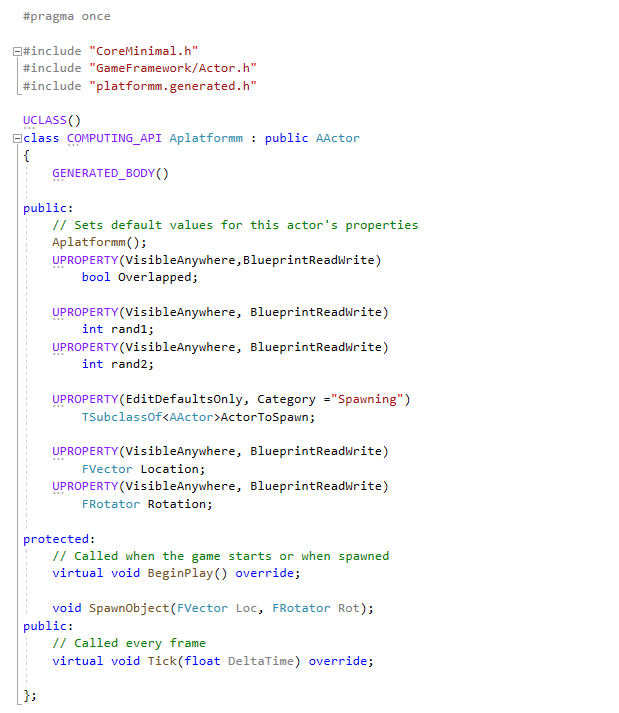 #pragma once
#include "CoreMinimal.h"
#include "GameFramework/Actor.h"
#include "platformm.generated.h"
UCLASS()
class COMPUTING_API Aplatformm : public AActor
{
GENERATED_BODY()
public:
// Sets default values for this actor's properties
Aplatformm();
UPROPERTY(VisibleAnywhere,BlueprintReadWrite)
bool Overlapped;
UPROPERTY(VisibleAnywhere, BlueprintReadWrite)
int rand1;
UPROPERTY(VisibleAnywhere, BlueprintReadWrite)
int rand2;
UPROPERTY(EditDefaultsOnly, Category ="Spawning")
TSubclassOf<AActor>ActorToSpawn;
UPROPERTY(VisibleAnywhere, BlueprintReadWrite)
FVector Location;
UPROPERTY(VisibleAnywhere, BlueprintReadWrite)
FRotator Rotation;
protected:
// Called when the game starts or when spawned
virtual void BeginPlay() override;
void SpawnObject(FVector Loc, FRotator Rot);
public:
// Called every frame
virtual void Tick(float DeltaTime) override;
};